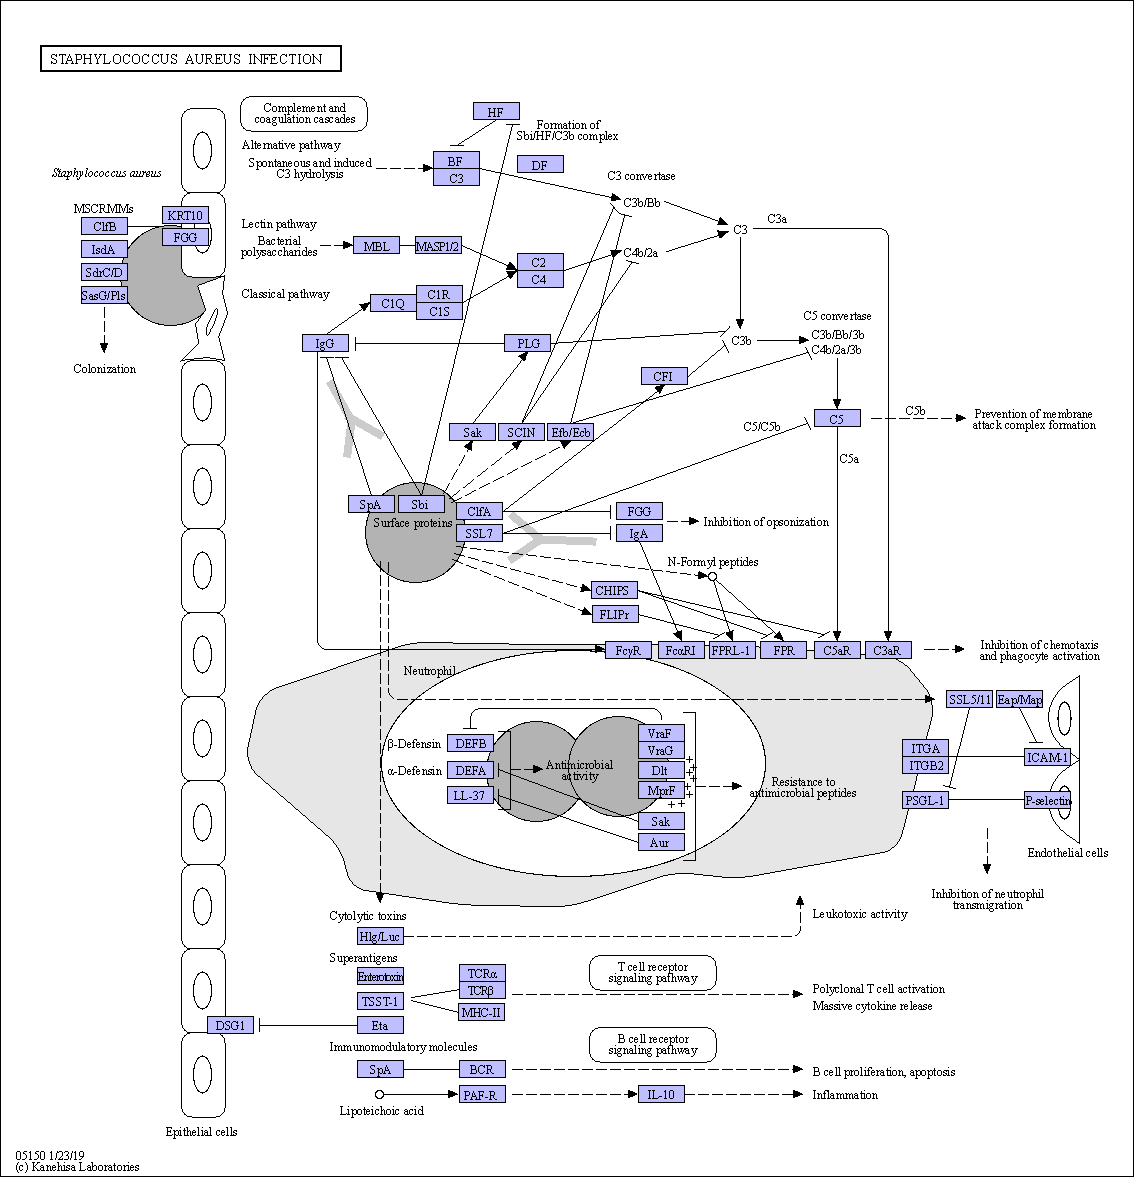 STAPHYLOCOCCUS AUREUS INFECTION
Complement and
coagulation cascades
HF
Formation of
Sbi/HF/C3b complex
Alternative pathway
Spontaneous and induced
C3 hydrolysis
BF
C3
DF
C3 convertase
Staphylococcus aureus
MSCRMMs
ClfB
IsdA
SdrC/D
SasG/Pls
Colonization
KRT10
FGG
C3b/Bb
C3a
C3
Lectin pathway
Bacterial
polysaccharides
MBL
MASP1/2
C2
C4
C4b/2a
Classical pathway
C1Q
C1R
C1S
C5 convertase
C3b/Bb/3b
C4b/2a/3b
IgG
PLG
C3b
CFI
Sak
SCIN
Efb/Ecb
C5/C5b
C5
C5b
Prevention of membrane
attack complex formation
C5a
SpA
Sbi
Surface proteins
ClfA
SSL7
FGG
IgA
Inhibition of opsonization
N-Formyl peptides
CHIPS
FLIPr
FcγR
FcαRI
FPRL-1
FPR
C5aR
C3aR
Inhibition of chemotaxis
and phagocyte activation
Neutrophil
SSL5/11
Eap/Map
β-Defensin
DEFB
α-Defensin
DEFA
LL-37
Antimicrobial
activity
VraF
VraG
Dlt
MprF
Sak
Aur
+
+
+
+
+
+
+ +
Resistance to
antimicrobial peptides
ITGA
ITGB2
ICAM-1
PSGL-1
P-selectin
Endothelial cells
Inhibition of neutrophil
transmigration
Cytolytic toxins
Hlg/Luc
Leukotoxic activity
Superantigens
Enterotoxin
TSST-1
Eta
DSG1
TCRα
TCRβ
MHC-II
T cell receptor
signaling pathway
Polyclonal T cell activation
Massive cytokine release
Immunomodulatory molecules
B cell receptor
signaling pathway
SpA
BCR
B cell proliferation, apoptosis
Lipoteichoic acid
PAF-R
IL-10
Inflammation
Epithelial cells
05150 1/23/19
(c) Kanehisa Laboratories